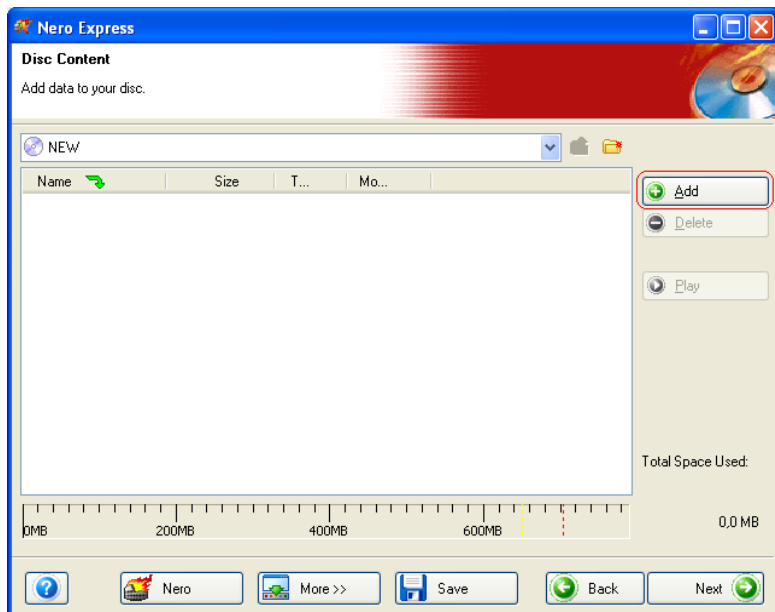 Nero Express
Disc Content
Add data to your disc.
NEW
Name Size T... Mo...
Add
Delete
Play
Total Space Used:
0MB 200MB 400MB 600MB
0,0 MB
Nero More >> Save Back Next